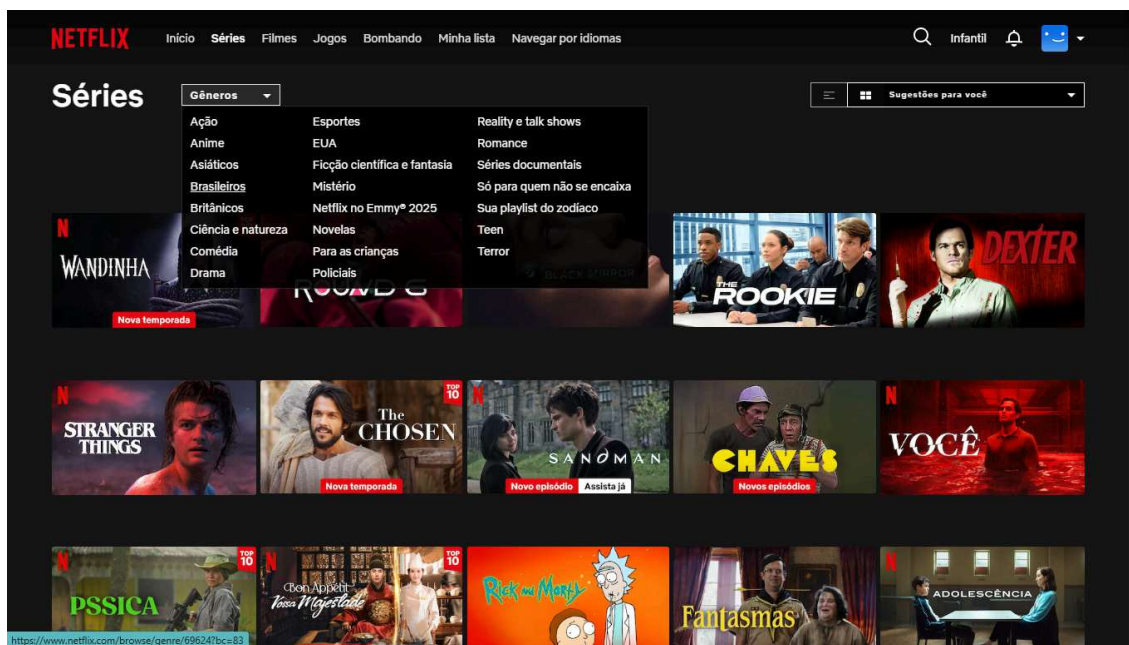 NETFLIX Início Séries Filmes Jogos Bombando Minha lista Navegar por idiomas Infantil
Séries Gêneros Sugestões para você
Ação Esportes Reality e talk shows
Anime EUA Romance
Asiáticos Ficção científica e fantasia Séries documentais
Brasileiros Mistério Só para quem não se encaixa
Britânicos Netflix no Emmy® 2025 Sua playlist do zodíaco
Ciência e natureza Novelas Teen
Comédia Para as crianças Terror
Drama Policiais
N
WANDINHA
Nova temporada
ROUND 6
BLACK MIRROR
THE
ROOKIE
DEXTER
N
STRANGER
THINGS
TOP
10
The
CHOSEN
Nova temporada
N
SANDMAN
Novo episódio Assista já
CHAVES
Novos episódios
N
VOCÊ
N
TOP
10
PSSICA
N
TOP
10
Bon Appétit,
Vossa Majestade
Rick and Morty
Fantasmas
N
ADOLESCÊNCIA
https://www.netflix.com/browse/genre/69624?bc=83